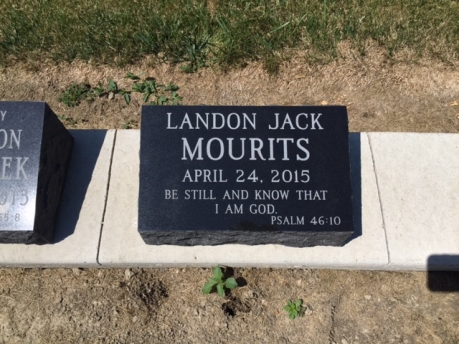 LANDON JACK
MOURITS
APRIL 24, 2015
BE STILL AND KNOW THAT
I AM GOD.
PSALM 46:10